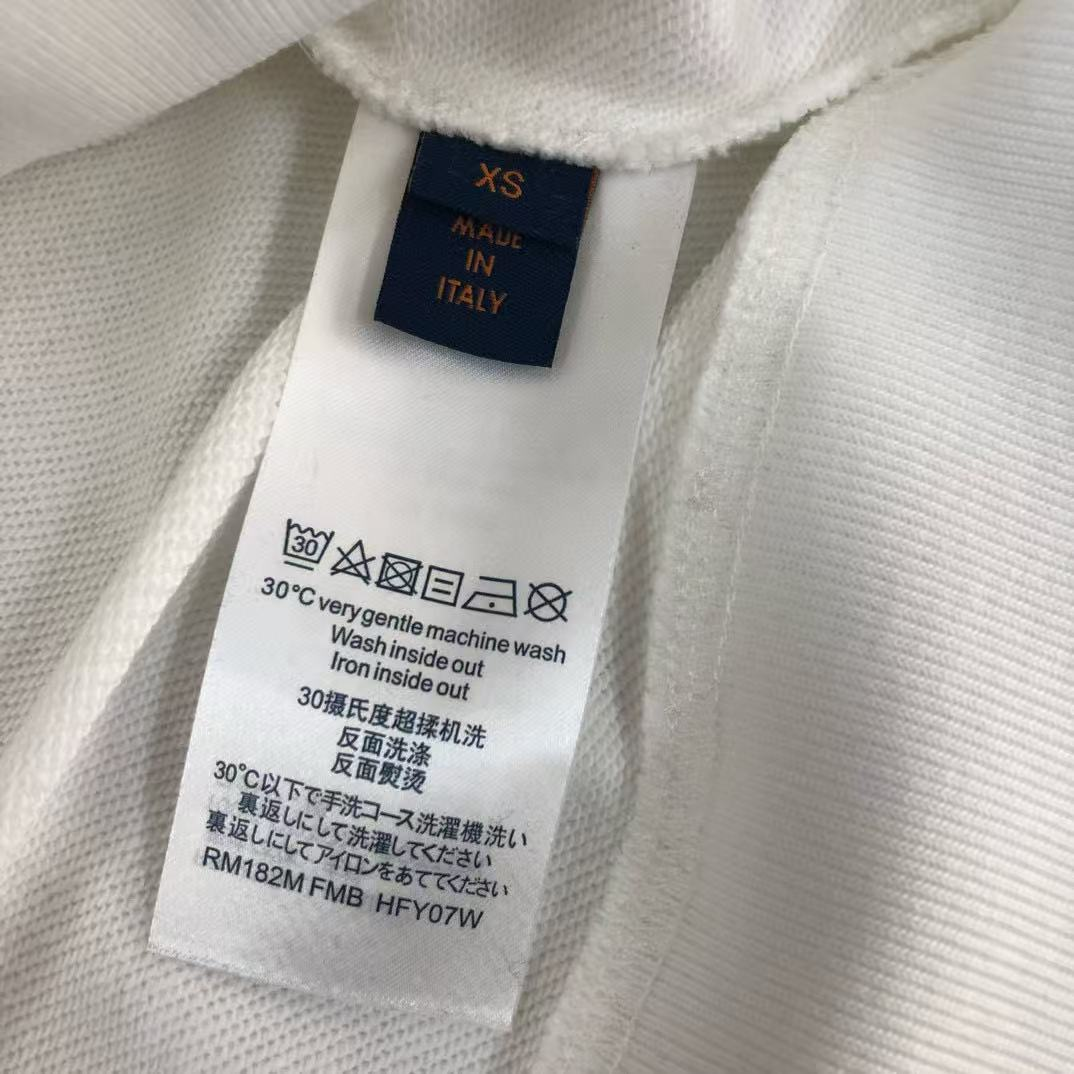 XS
MADE
IN
ITALY
30
30°C very gentle machine wash
Wash inside out
Iron inside out
30摄氏度超揉机洗
反面洗涤
反面熨烫
30°C以下で手洗コース洗濯機洗い
裏返しにして洗濯してください
裏返しにしてアイロンをあててください
RM182M FMB HFY07W